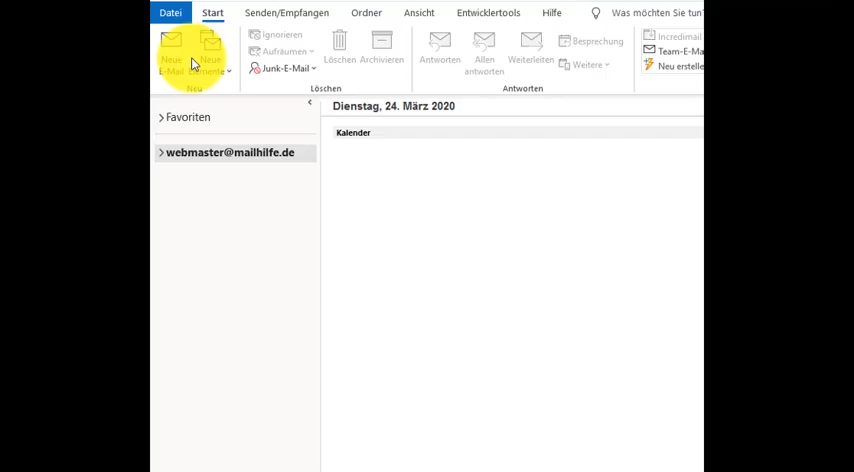 Datei Start Senden/Empfangen Ordner Ansicht Entwicklertools Hilfe Was möchten Sie tun?
Neue E-Mail
Neue Elemente
Ignorieren
Aufräumen
Junk-E-Mail
Löschen
Archivieren
Antworten
Allen antworten
Weiterleiten
Besprechung
Weitere
Incredimail
Team-E-Ma
Neu erstelle
Neu Löschen Antworten
Favoriten
webmaster@mailhilfe.de
Dienstag, 24. März 2020
Kalender